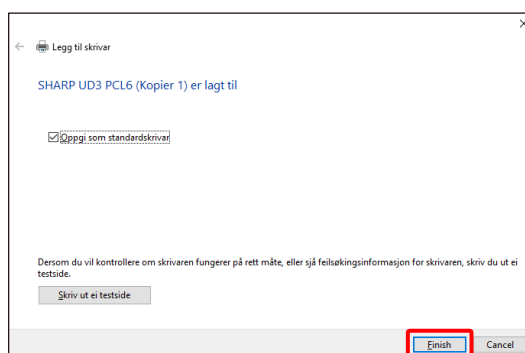 Legg til skrivar
SHARP UD3 PCL6 (Kopier 1) er lagt til
Oppgi som standardskrivar
Dersom du vil kontrollere om skrivaren fungerer på rett måte, eller sjå feilsøkingsinformasjon for skrivaren, skriv du ut ei
testside.
Skriv ut ei testside
Finish Cancel